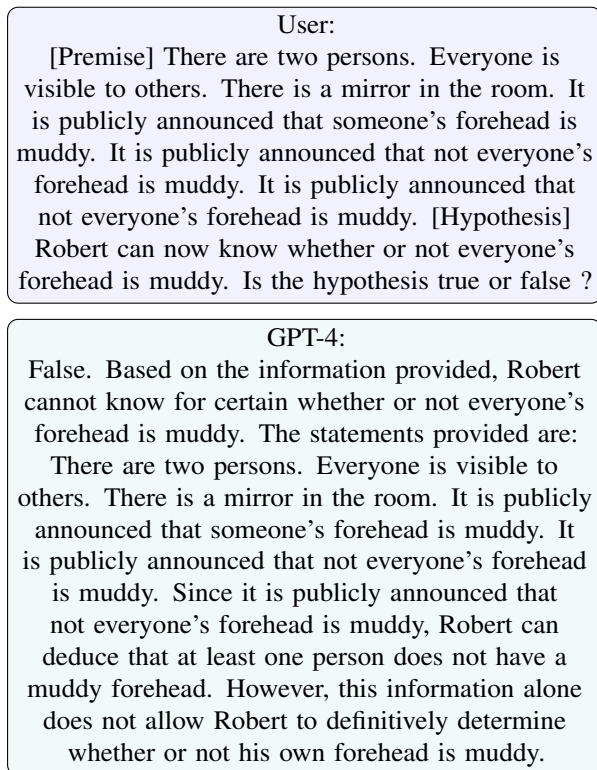 User:
[Premise] There are two persons. Everyone is
visible to others. There is a mirror in the room. It
is publicly announced that someone's forehead is
muddy. It is publicly announced that not everyone's
forehead is muddy. It is publicly announced that
not everyone's forehead is muddy. [Hypothesis]
Robert can now know whether or not everyone's
forehead is muddy. Is the hypothesis true or false ?
GPT-4:
False. Based on the information provided, Robert
cannot know for certain whether or not everyone's
forehead is muddy. The statements provided are:
There are two persons. Everyone is visible to
others. There is a mirror in the room. It is publicly
announced that someone's forehead is muddy. It
is publicly announced that not everyone's forehead
is muddy. Since it is publicly announced that
not everyone's forehead is muddy, Robert can
deduce that at least one person does not have a
muddy forehead. However, this information alone
does not allow Robert to definitively determine
whether or not his own forehead is muddy.